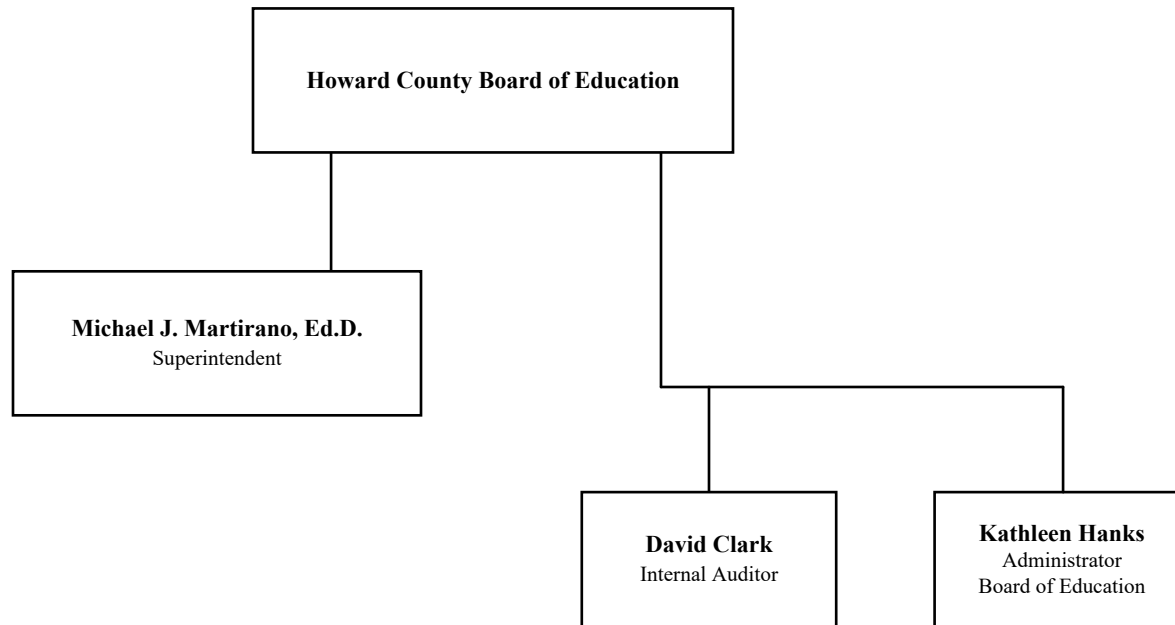 Howard County Board of Education
Michael J. Martirano, Ed.D.
Superintendent
David Clark
Internal Auditor
Kathleen Hanks
Administrator
Board of Education